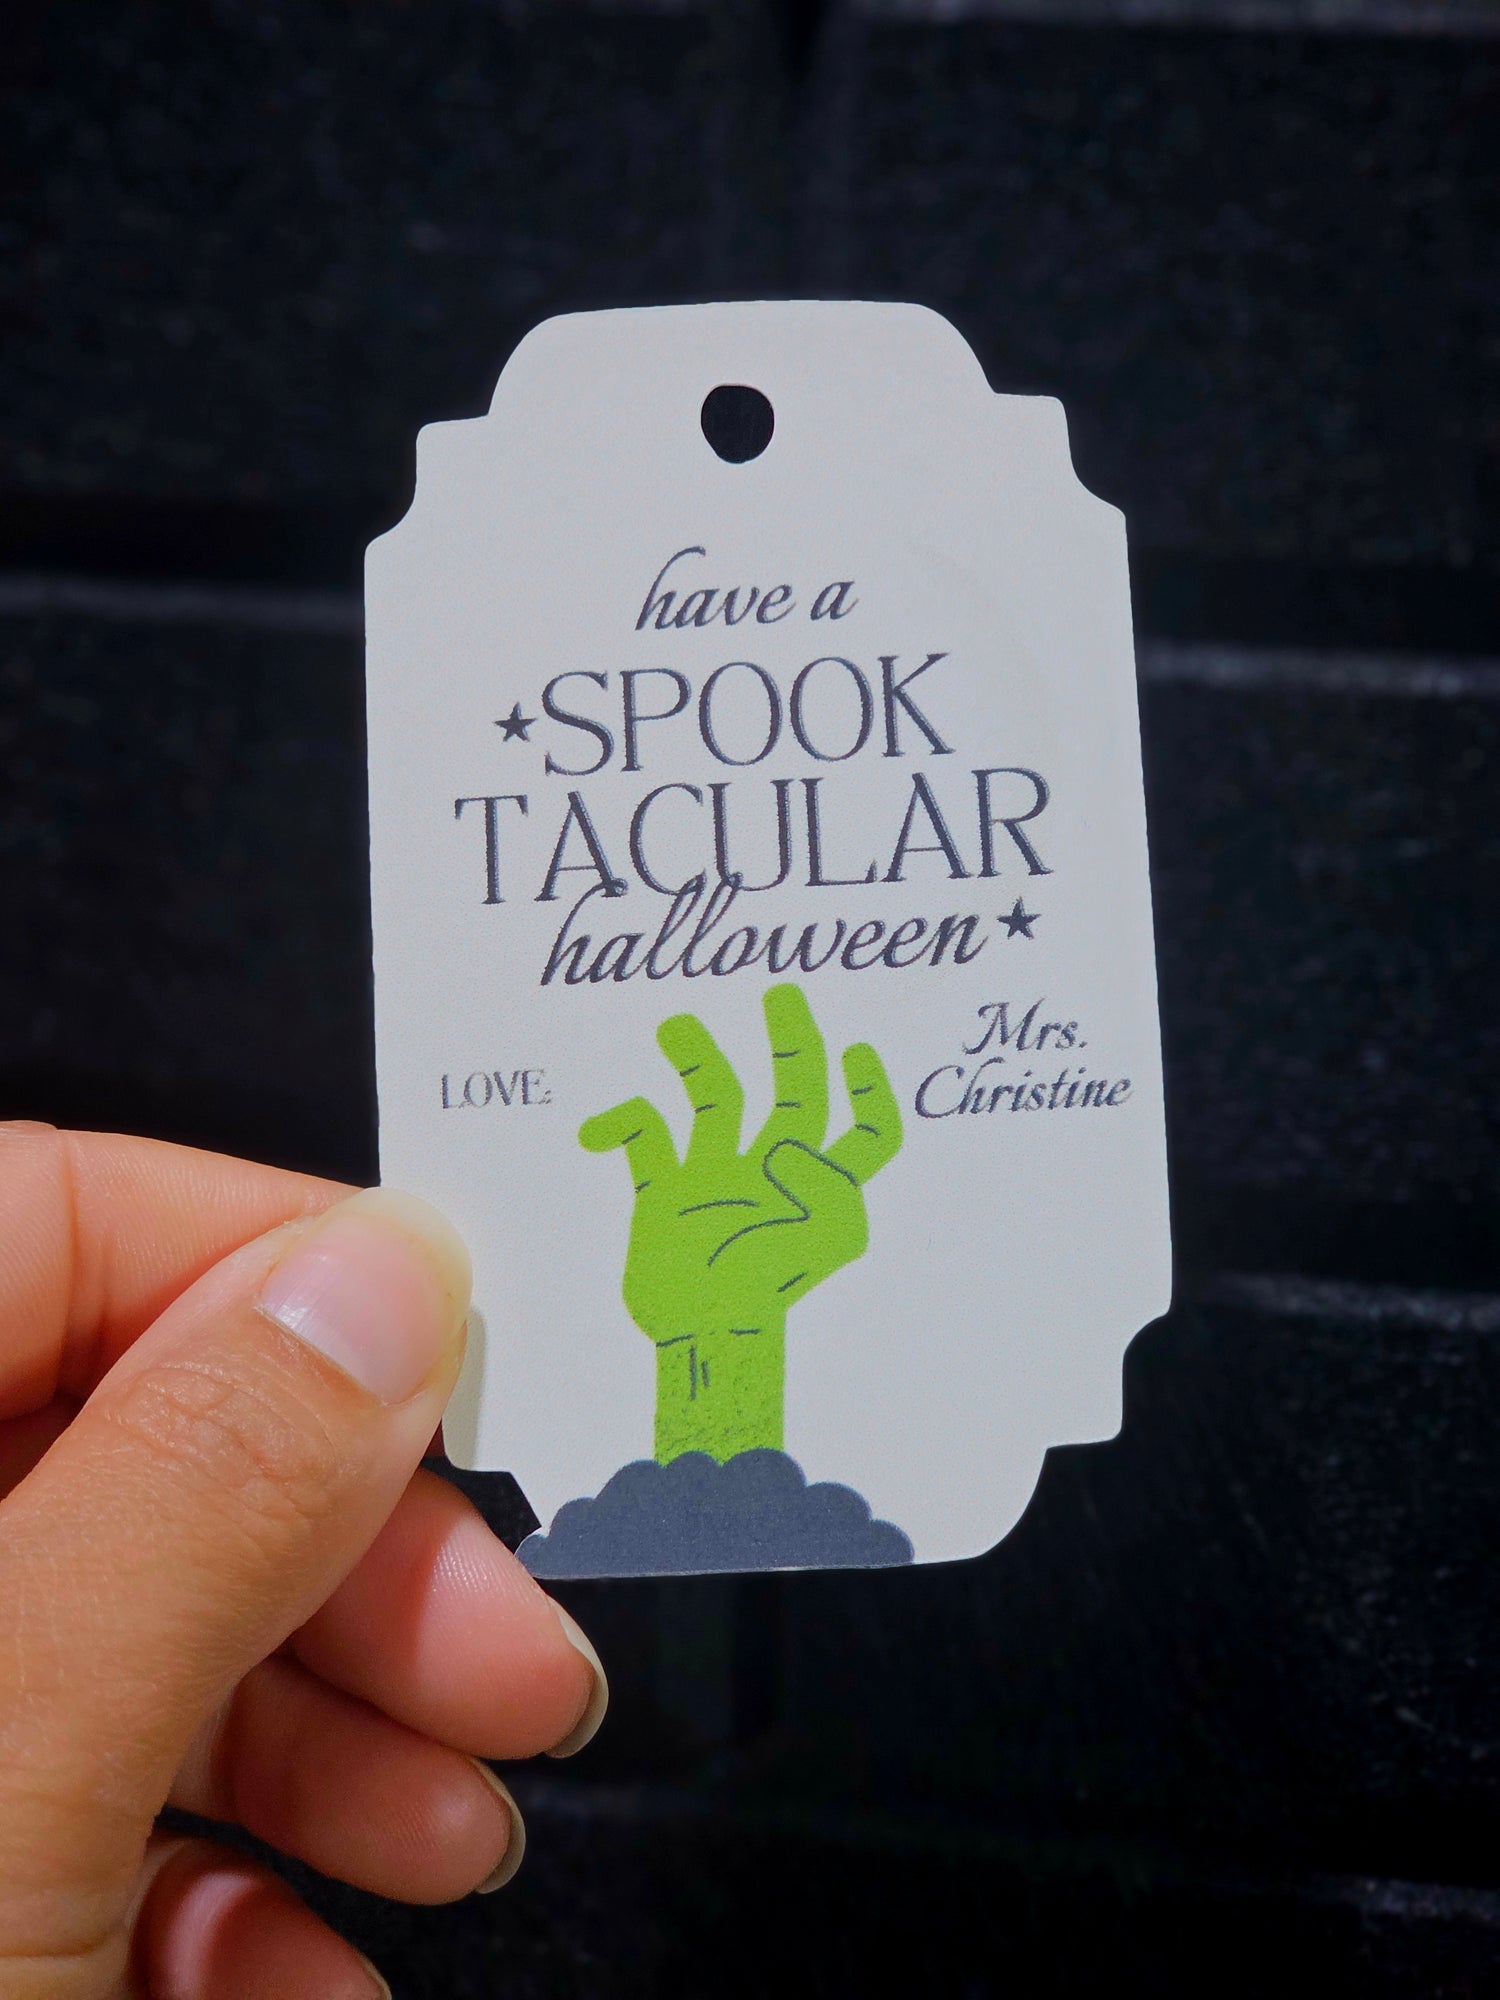 have a
SPOOK
TACULAR
halloween
LOVE:
Mrs.
Christine